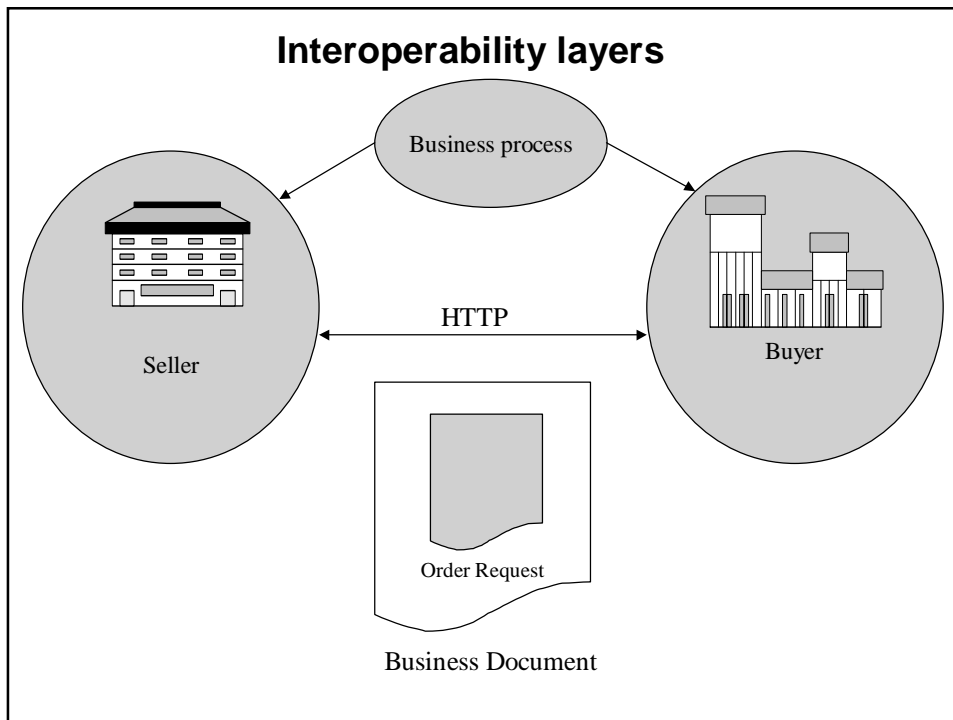 Interoperability layers
Business process
HTTP
Seller
Buyer
Order Request
Business Document